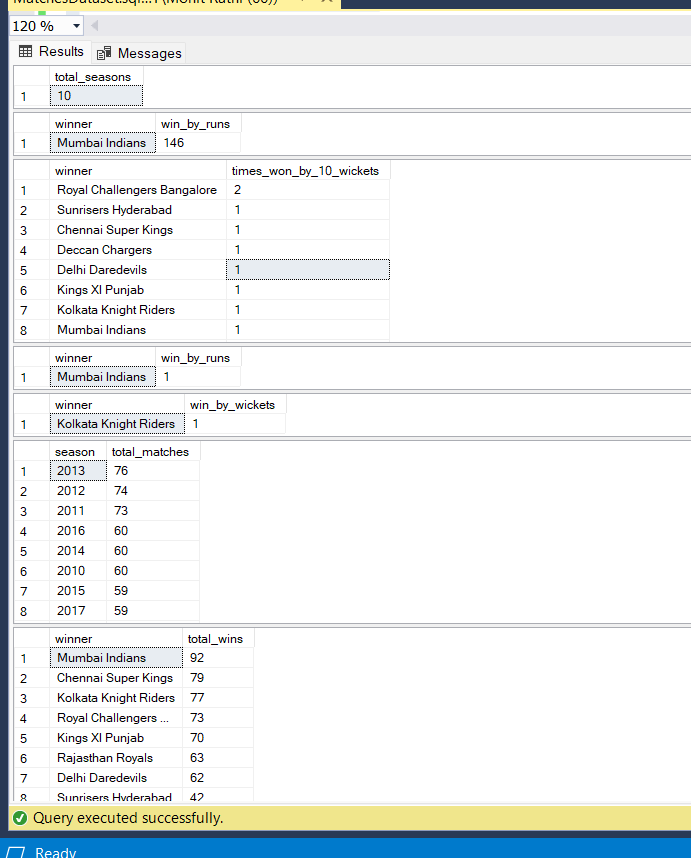 120 %
Results Messages
total_seasons
1 10
winner win_by_runs
1 Mumbai Indians 146
winner times_won_by_10_wickets
1 Royal Challengers Bangalore 2
2 Sunrisers Hyderabad 1
3 Chennai Super Kings 1
4 Deccan Chargers 1
5 Delhi Daredevils 1
6 Kings XI Punjab 1
7 Kolkata Knight Riders 1
8 Mumbai Indians 1
winner win_by_runs
1 Mumbai Indians 1
winner win_by_wickets
1 Kolkata Knight Riders 1
season total_matches
1 2013 76
2 2012 74
3 2011 73
4 2016 60
5 2014 60
6 2010 60
7 2015 59
8 2017 59
winner total_wins
1 Mumbai Indians 92
2 Chennai Super Kings 79
3 Kolkata Knight Riders 77
4 Royal Challengers ... 73
5 Kings XI Punjab 70
6 Rajasthan Royals 63
7 Delhi Daredevils 62
8 Sunrisers Hyderabad 42
Query executed successfully.
Ready